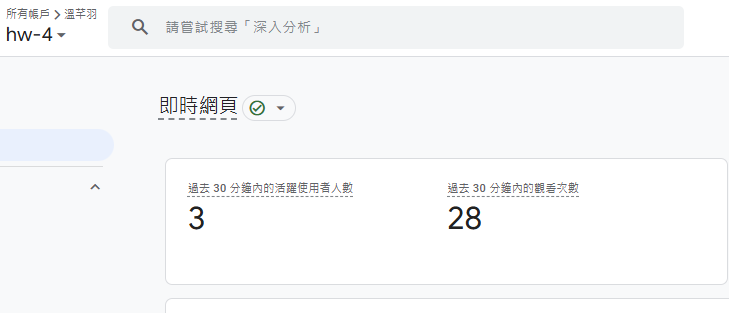 所有帳戶 > 溫芊羽
hw-4
請嘗試搜尋「深入分析」
即時網頁
過去 30 分鐘內的活躍使用者人數
3
過去 30 分鐘內的觀看次數
28